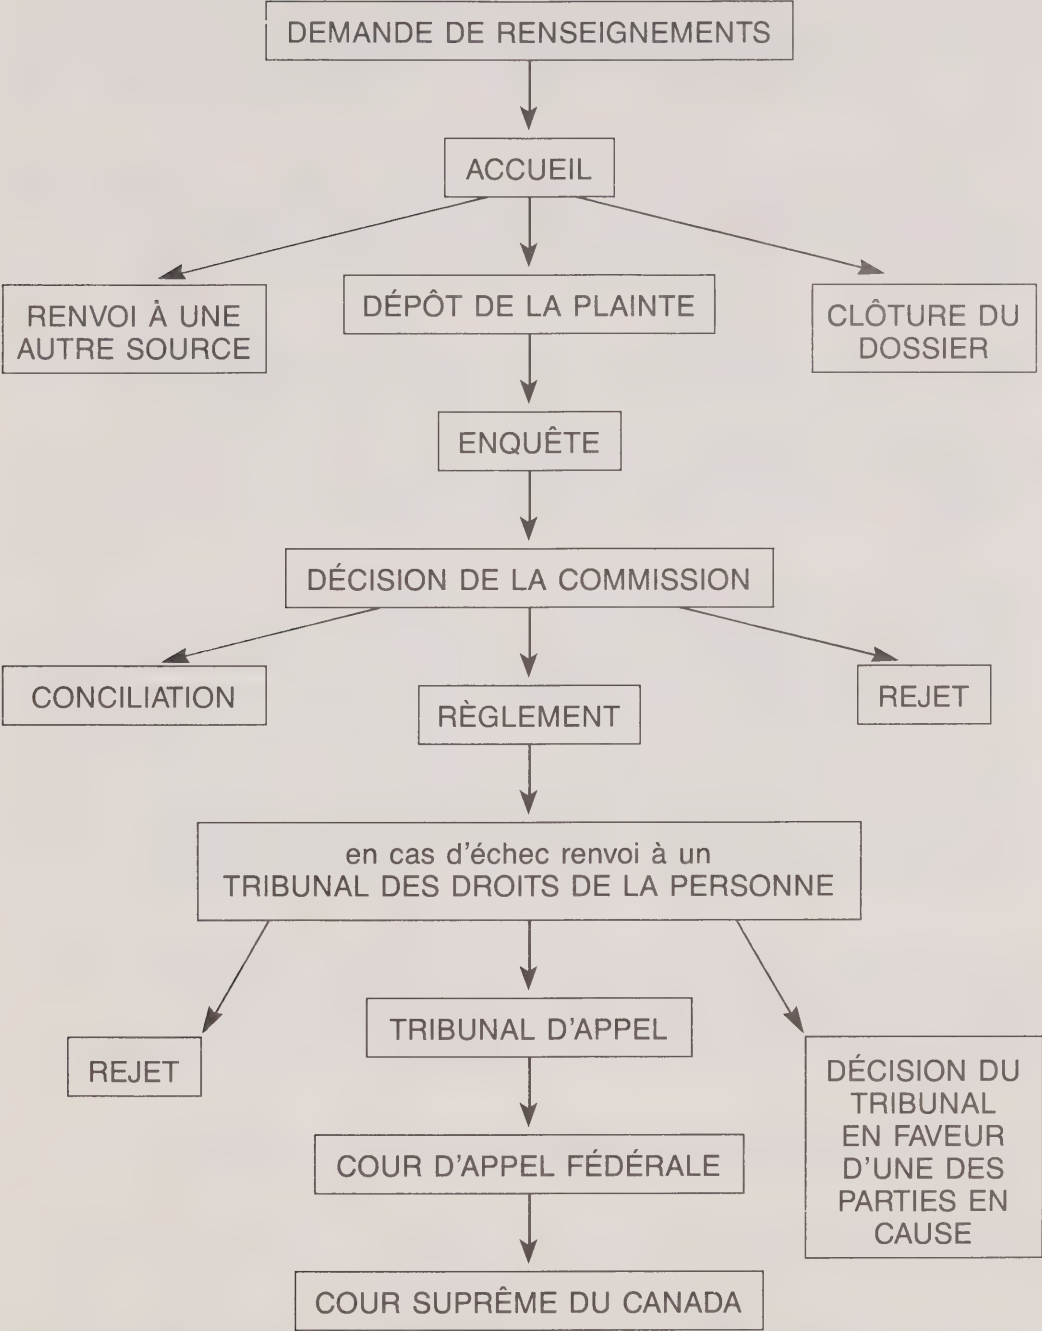 DEMANDE DE RENSEIGNEMENTS
ACCUEIL
RENVOI À UNE
AUTRE SOURCE
DÉPÔT DE LA PLAINTE
CLÔTURE DU
DOSSIER
ENQUÊTE
DÉCISION DE LA COMMISSION
CONCILIATION
RÈGLEMENT
REJET
en cas d'échec renvoi à un
TRIBUNAL DES DROITS DE LA PERSONNE
REJET
TRIBUNAL D'APPEL
DÉCISION DU
TRIBUNAL
EN FAVEUR
D'UNE DES
PARTIES EN
CAUSE
COUR D'APPEL FÉDÉRALE
COUR SUPRÊME DU CANADA